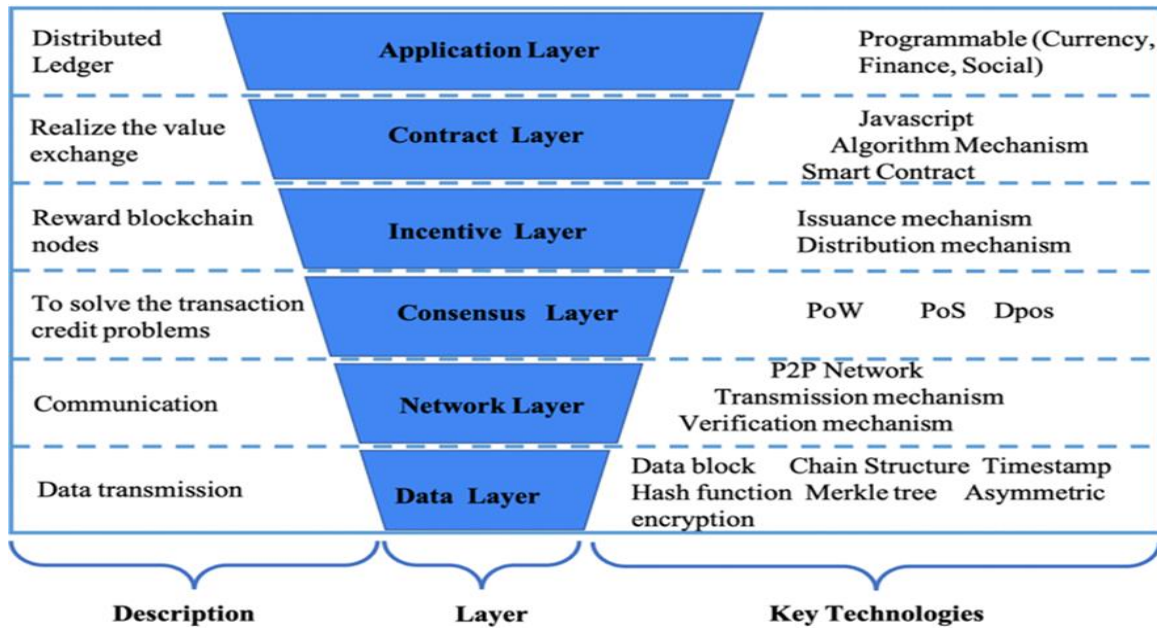 Distributed
Ledger
Application Layer
Programmable (Currency,
Finance, Social)
Realize the value
exchange
Contract Layer
Javascript
Algorithm Mechanism
Smart Contract
Reward blockchain
nodes
Incentive Layer
Issuance mechanism
Distribution mechanism
To solve the transaction
credit problems
Consensus Layer
PoW PoS Dpos
Communication
Network Layer
P2P Network
Transmission mechanism
Verification mechanism
Data transmission
Data Layer
Data block Chain Structure Timestamp
Hash function Merkle tree Asymmetric
encryption
Description
Layer
Key Technologies